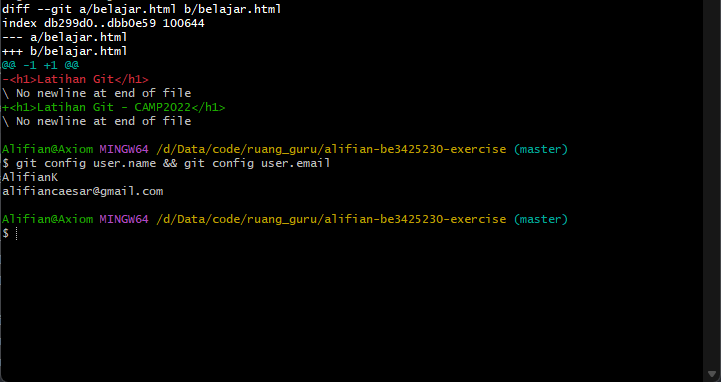 diff --git a/belajar.html b/belajar.html
index db299d0..dbb0e59 100644
--- a/belajar.html
+++ b/belajar.html
@@ -1 +1 @@
-<h1>Latihan Git</h1>
\ No newline at end of file
+<h1>Latihan Git - CAMP2022</h1>
\ No newline at end of file
Alifian@Axiom MINGW64 /d/Data/code/ruang_guru/alifian-be3425230-exercise (master)
$ git config user.name && git config user.email
AlifianK
alifiancaesar@gmail.com
Alifian@Axiom MINGW64 /d/Data/code/ruang_guru/alifian-be3425230-exercise (master)
$